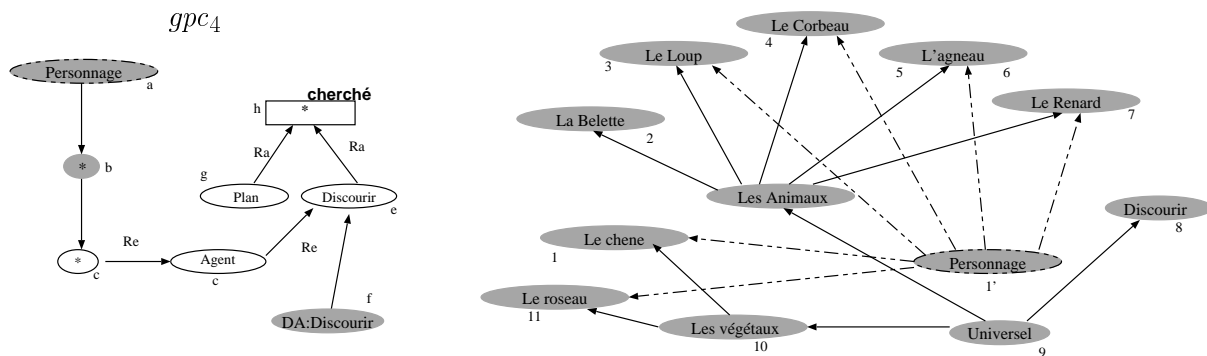 gpc4
Personnage
a
cherché
h
*
*
b
Ra
Ra
g
Plan
Discourir
e
Re
*
c
Agent
c
Re
f
DA:Discourir
Le Corbeau
4
Le Loup
3
L'agneau
5
6
Le Renard
7
La Belette
2
Les Animaux
Discourir
8
Le chene
1
Personnage
1'
Le roseau
11
Les végétaux
10
Universel
9